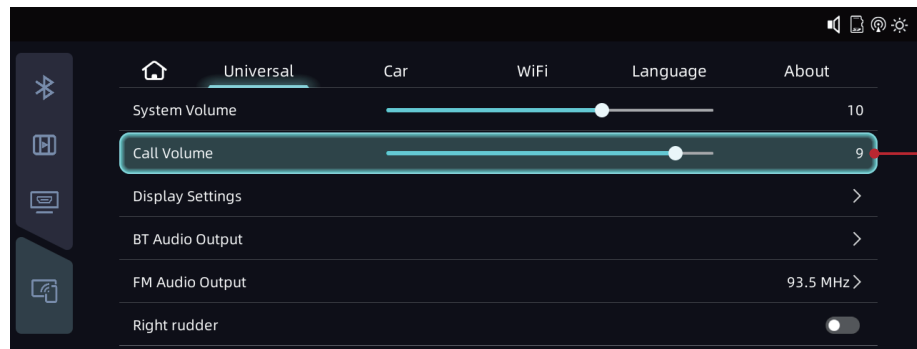 Universal Car WiFi Language About
System Volume 10
Call Volume 9
Display Settings
BT Audio Output
FM Audio Output 93.5 MHz
Right rudder